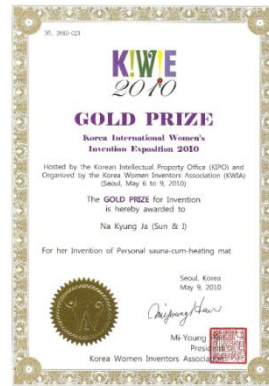 NO. 2010-023
K!W!E
2010
GOLD PRIZE
Korea International Women's
Invention Exposition 2010
Hosted by the Korean Intellectual Property Office (KIPO) and
Organized by the Korea Women Inventors Association (KWIA)
(Seoul, May 6 to 9, 2010)
The GOLD PRIZE for Invention
is hereby awarded to
Na Kyung Ja (Sun & I)
For her Invention of Personal sauna-cum-heating mat
Seoul, Korea
May 9, 2010
Mi-Young
President
Korea Women Inventors Association